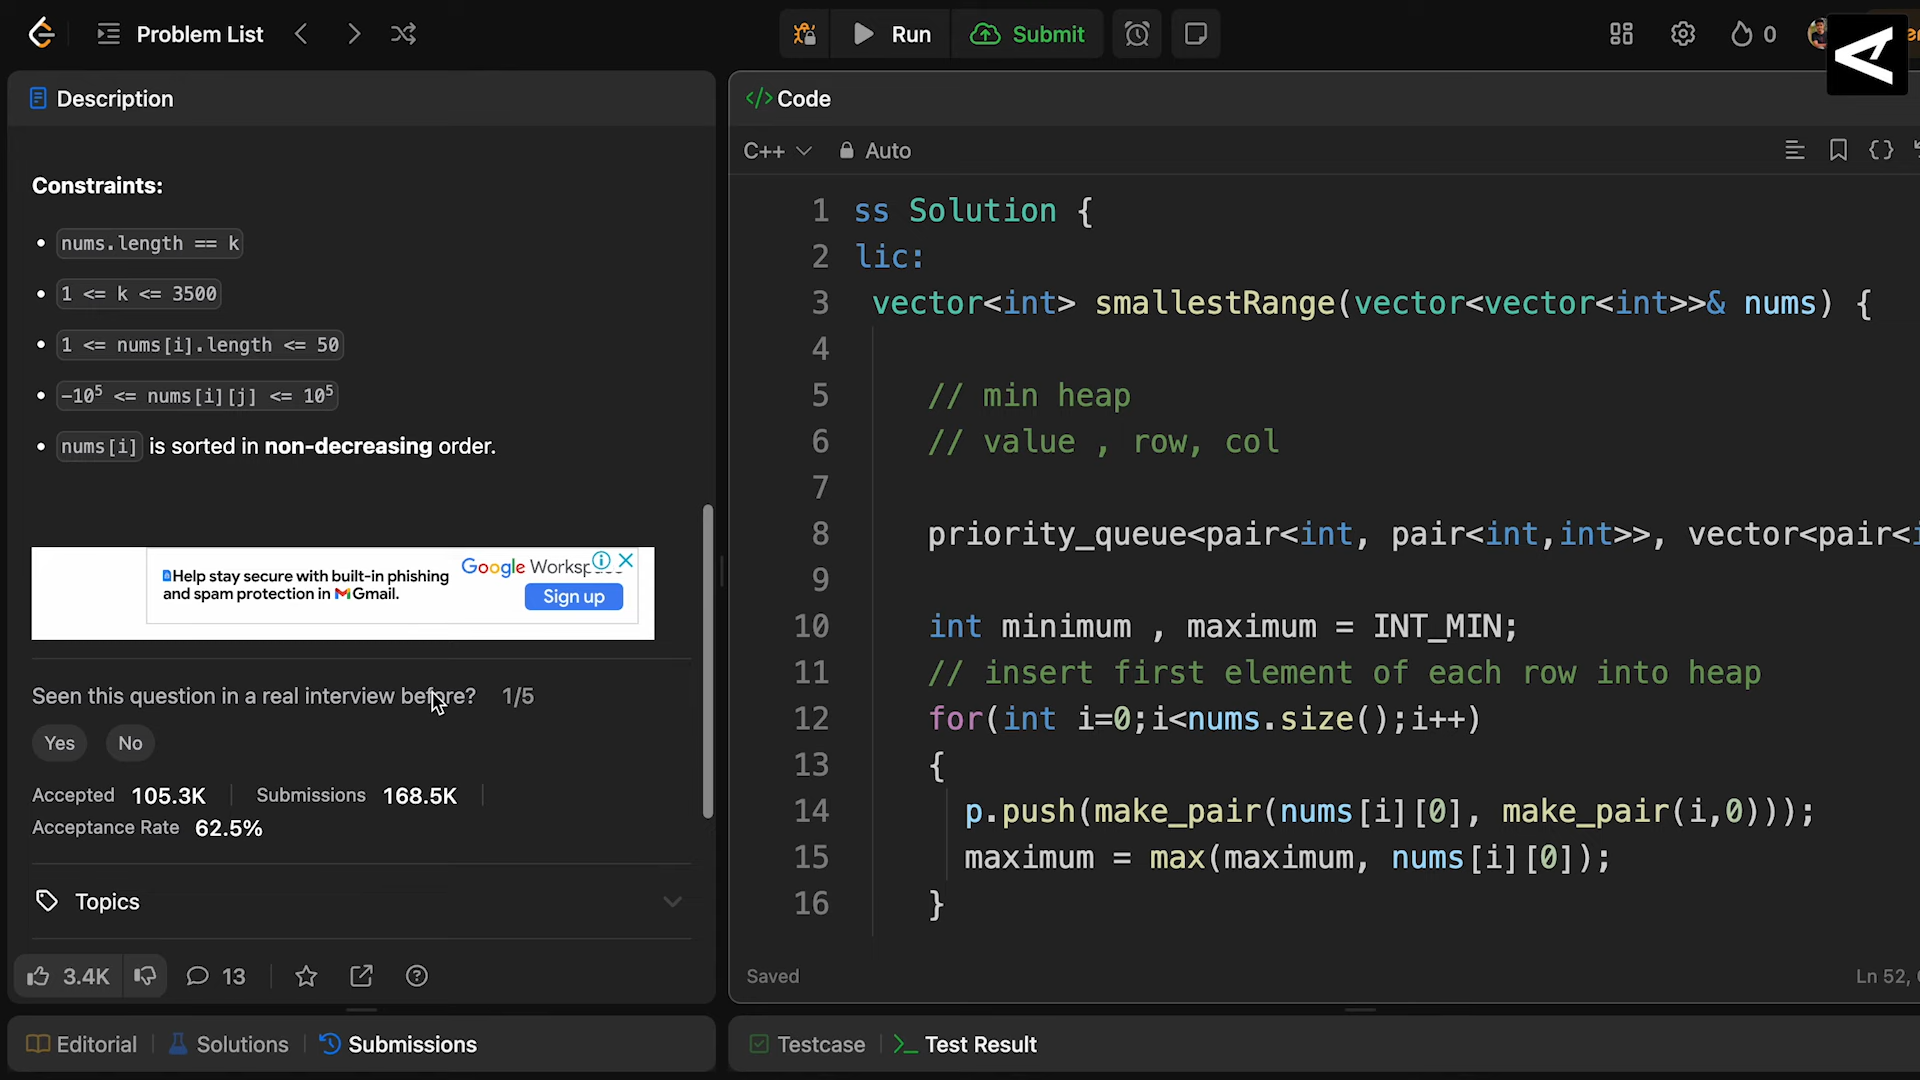 Problem List
Run
Submit
0
Description
Constraints:
• nums.length == k
• 1 <= k <= 3500
• 1 <= nums[i].length <= 50
• -10⁵ <= nums[i][j] <= 10⁵
• nums[i] is sorted in non-decreasing order.
Help stay secure with built-in phishing
and spam protection in Gmail.
Google
Sign up
Seen this question in a real interview before? 1/5
Yes No
Accepted 105.3K Submissions 168.5K
Acceptance Rate 62.5%
Topics
3.4K 13
Editorial Solutions Submissions
</> Code
C++ Auto
1 ss Solution {
2 lic:
3 vector<int> smallestRange(vector<vector<int>>& nums) {
4
5 // min heap
6 // value , row, col
7
8 priority_queue<pair<int, pair<int,int>>, vector<pair<i
9
10 int minimum , maximum = INT_MIN;
11 // insert first element of each row into heap
12 for(int i=0;i<nums.size();i++)
13 {
14 p.push(make_pair(nums[i][0], make_pair(i,0)));
15 maximum = max(maximum, nums[i][0]);
16 }
Saved
Ln 52,
Testcase Test Result